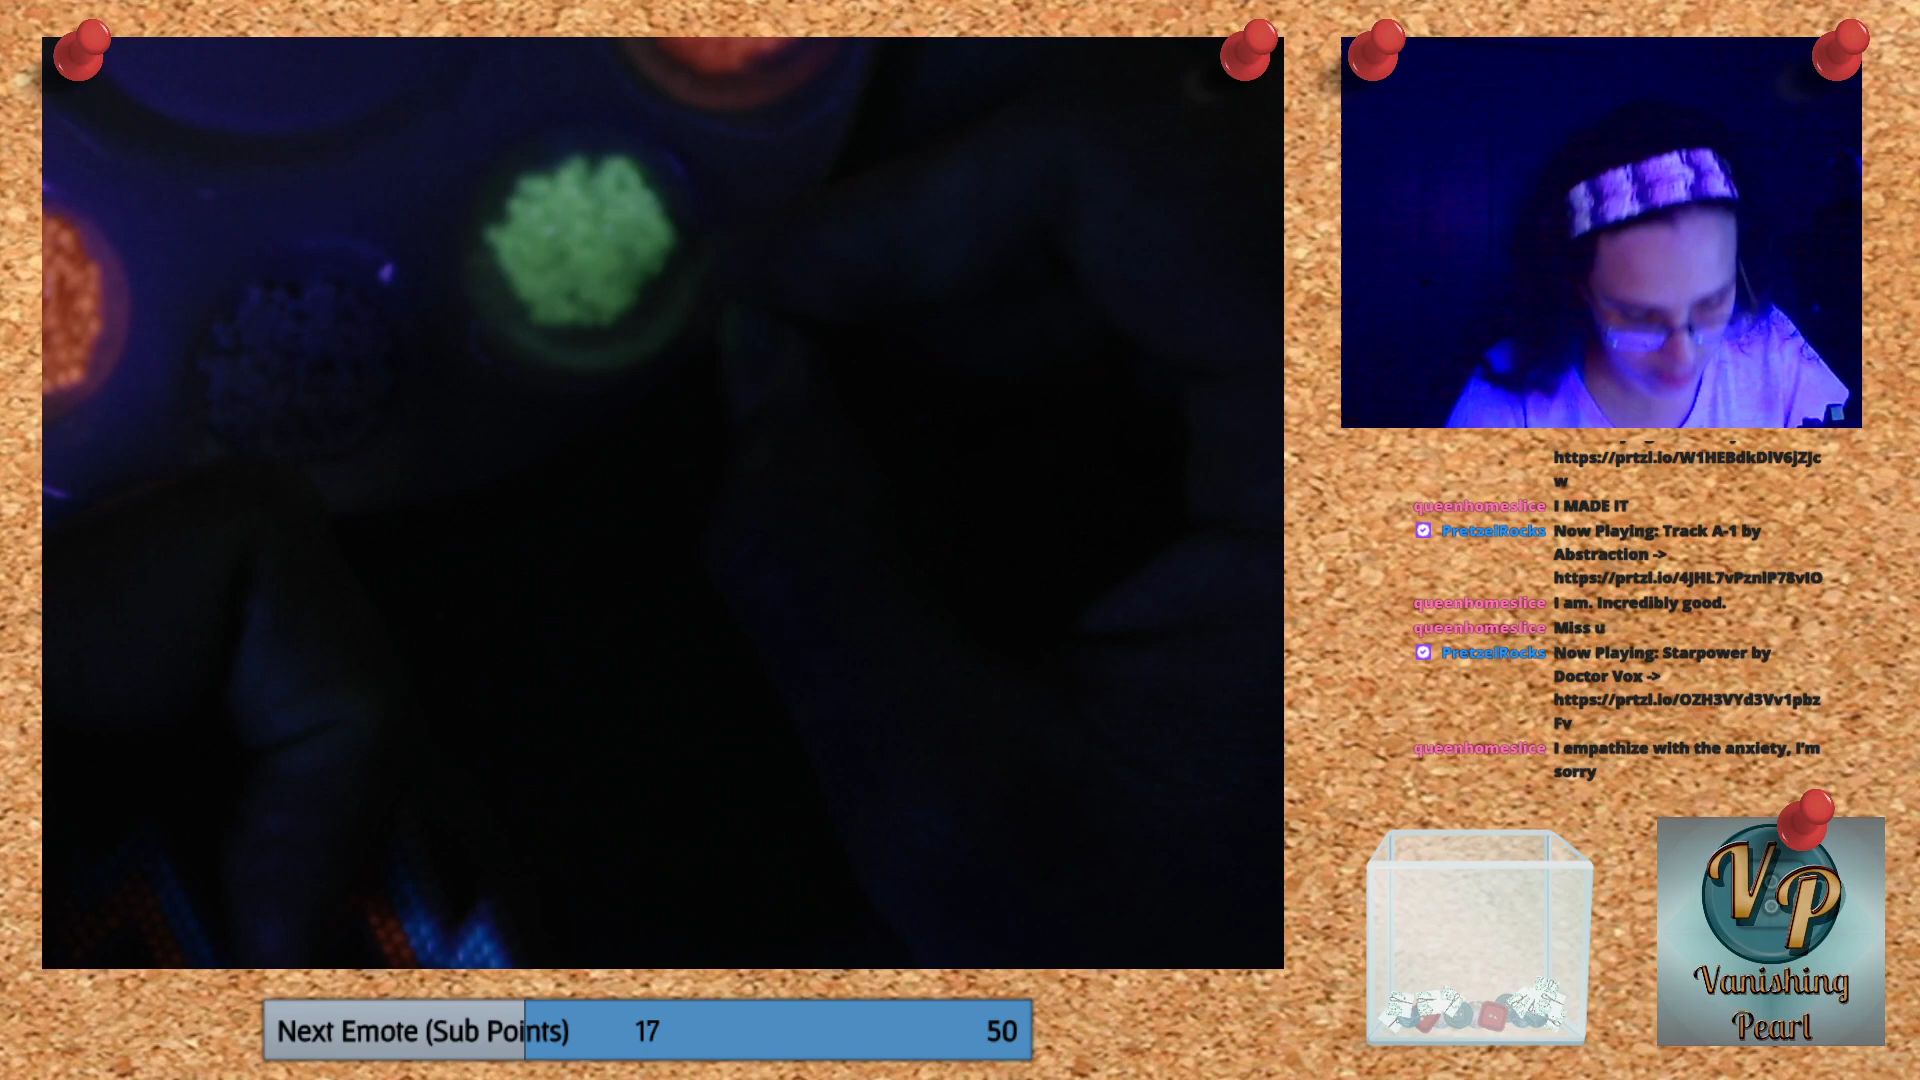 https://prtzl.io/W1HEBdkDlV6jZjc
w
queenhomeslice I MADE IT
PretzelRocks Now Playing: Track A-1 by
Abstraction ->
https://prtzl.io/4jHL7vPznlP78vIO
queenhomeslice I am. Incredibly good.
queenhomeslice Miss u
PretzelRocks Now Playing: Starpower by
Doctor Vox ->
https://prtzl.io/OZH3VYd3Vv1pbz
Fv
queenhomeslice I empathize with the anxiety, I'm
sorry
VP
Vanishing
Pearl
Next Emote (Sub Points) 17 50